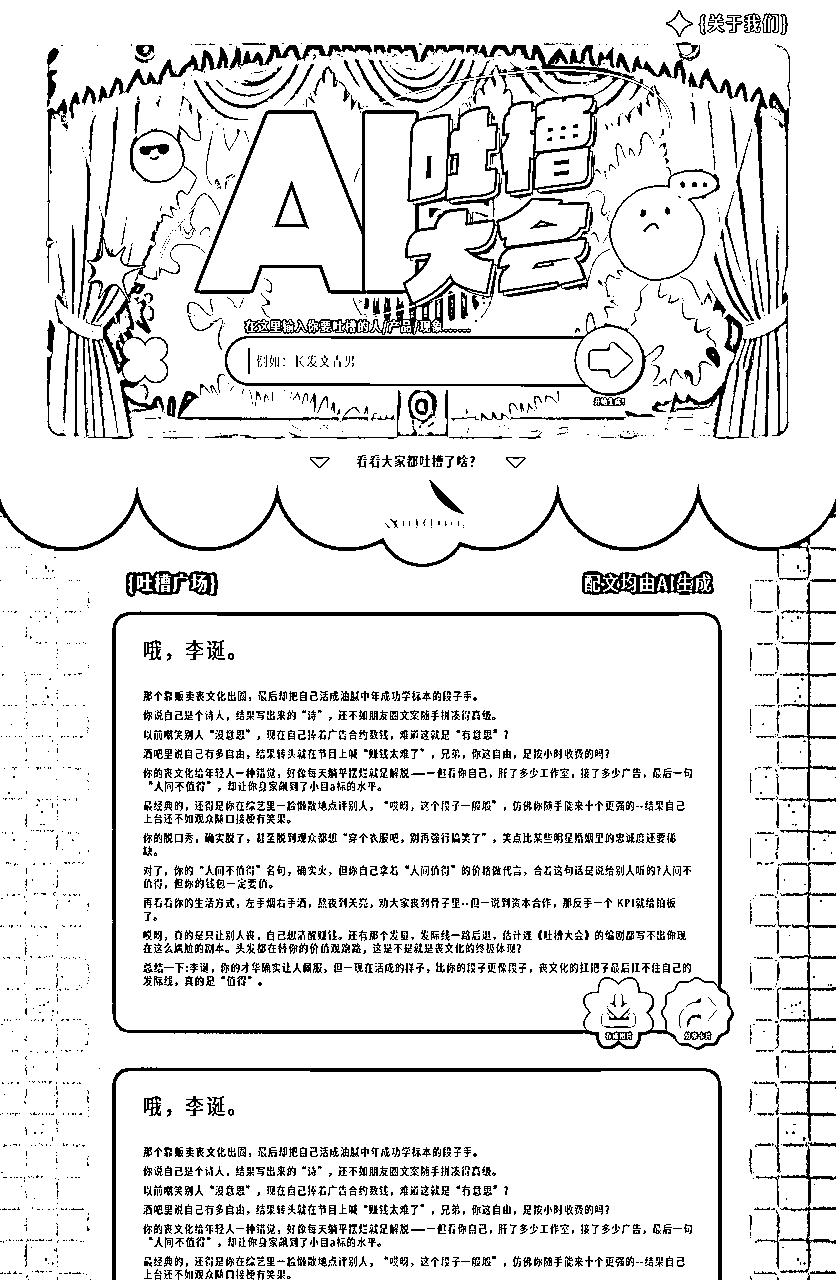 {关于我们}
AI
吐槽
大会
在这里输入你要吐槽的人/产品/现象……
例如：长发文青男
看看大家都吐槽了啥？
{吐槽广场}
配文均由AI生成
哦，李诞。
那个靠贩卖丧文化出圈，最后却把自己活成油腻中年成功学标本的段子手。
你说自己是个诗人，结果写出来的“诗”，还不如朋友圈文案随手拼凑得高级。
以前嘲笑别人“没意思”，现在自己捧着广告合约数钱，难道这就是“有意思”？
酒吧里说自己有多自由，结果转头就在节目上喊“赚钱太难了”，兄弟，你这自由，是按小时收费的吗？
你的丧文化给年轻人一种错觉，好像每天躺平摆烂就是解脱——但看你自己，肝了多少工作室，接了多少广告，最后一句
“人间不值得”，却让你身家飙到了小目a标的水平。
最经典的，还得是你在综艺里一脸懒散地点评别人，“哎呀，这个段子一般般”，仿佛你随手能来十个更强的--结果自己
上台还不如观众随口接梗有笑果。
你的脱口秀，确实脱了，甚至脱到观众都想“穿个衣服吧，别再强行搞笑了”，笑点比某些明星婚姻里的忠诚度还要稀
缺。
对了，你的“人间不值得”名句，确实火，但你自己拿着“人间值得”的价格做代言，合着这句话是说给别人听的?人间不
值得，但你的钱包一定要值。
再看看你的生活方式，左手烟右手酒，熬夜到天亮，劝大家丧到骨子里--但一说到资本合作，那反手一个 KPI就给拍板
了。
哎呀，真的是只让别人丧，自己想清醒赚钱。还有那个发量，发际线一路后退，估计连《吐槽大会》的编剧都写不出你现
在这么尴尬的剧本。头发都在替你的价值观跑路，这是不是就是丧文化的终极体现？
总结一下:李诞，你的才华确实让人佩服，但一现在活成的样子，比你的段子更像段子，丧文化的扛把子最后扛不住自己的
发际线，真的是“值得”。
哦，李诞。
那个靠贩卖丧文化出圈，最后却把自己活成油腻中年成功学标本的段子手。
你说自己是个诗人，结果写出来的“诗”，还不如朋友圈文案随手拼凑得高级。
以前嘲笑别人“没意思”，现在自己捧着广告合约数钱，难道这就是“有意思”？
酒吧里说自己有多自由，结果转头就在节目上喊“赚钱太难了”，兄弟，你这自由，是按小时收费的吗？
你的丧文化给年轻人一种错觉，好像每天躺平摆烂就是解脱——但看你自己，肝了多少工作室，接了多少广告，最后一句
“人间不值得”，却让你身家飙到了小目a标的水平。
最经典的，还得是你在综艺里一脸懒散地点评别人，“哎呀，这个段子一般般”，仿佛你随手能来十个更强的--结果自己
上台还不如观众随口接梗有笑果。